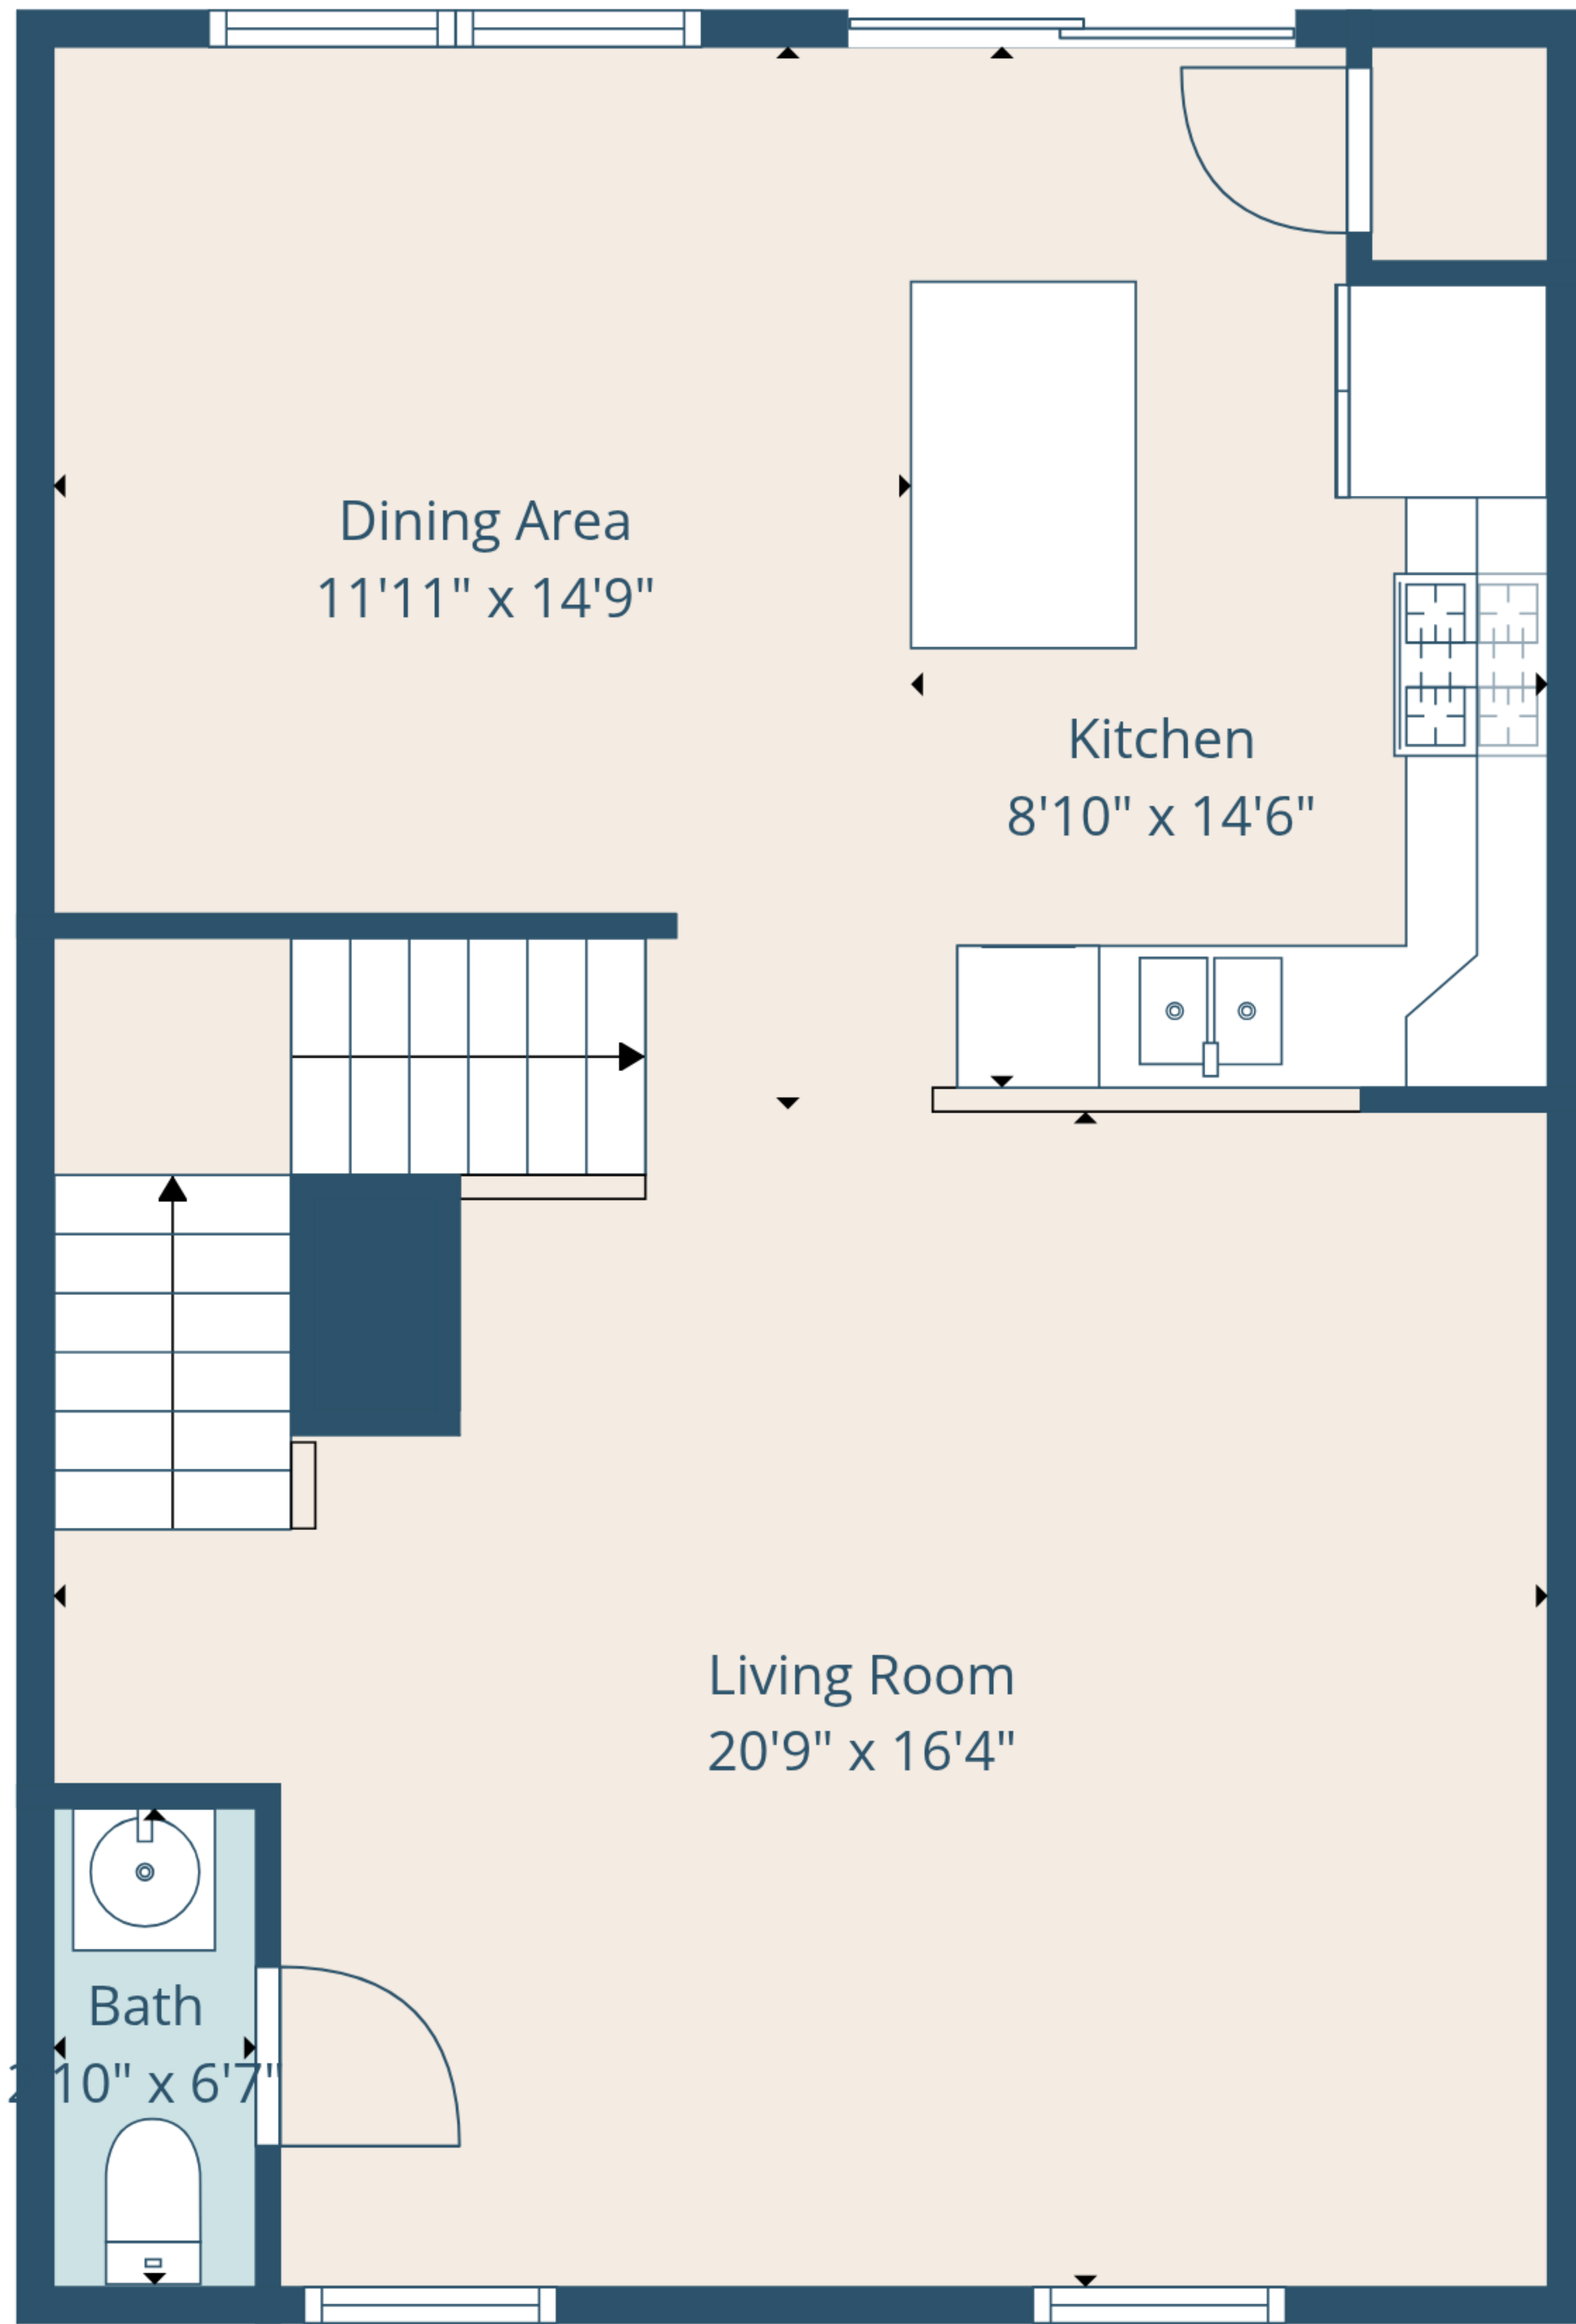 Dining Area
11'11" x 14'9"
Kitchen
8'10" x 14'6"
Living Room
20'9" x 16'4"
Bath
2'10" x 6'7"